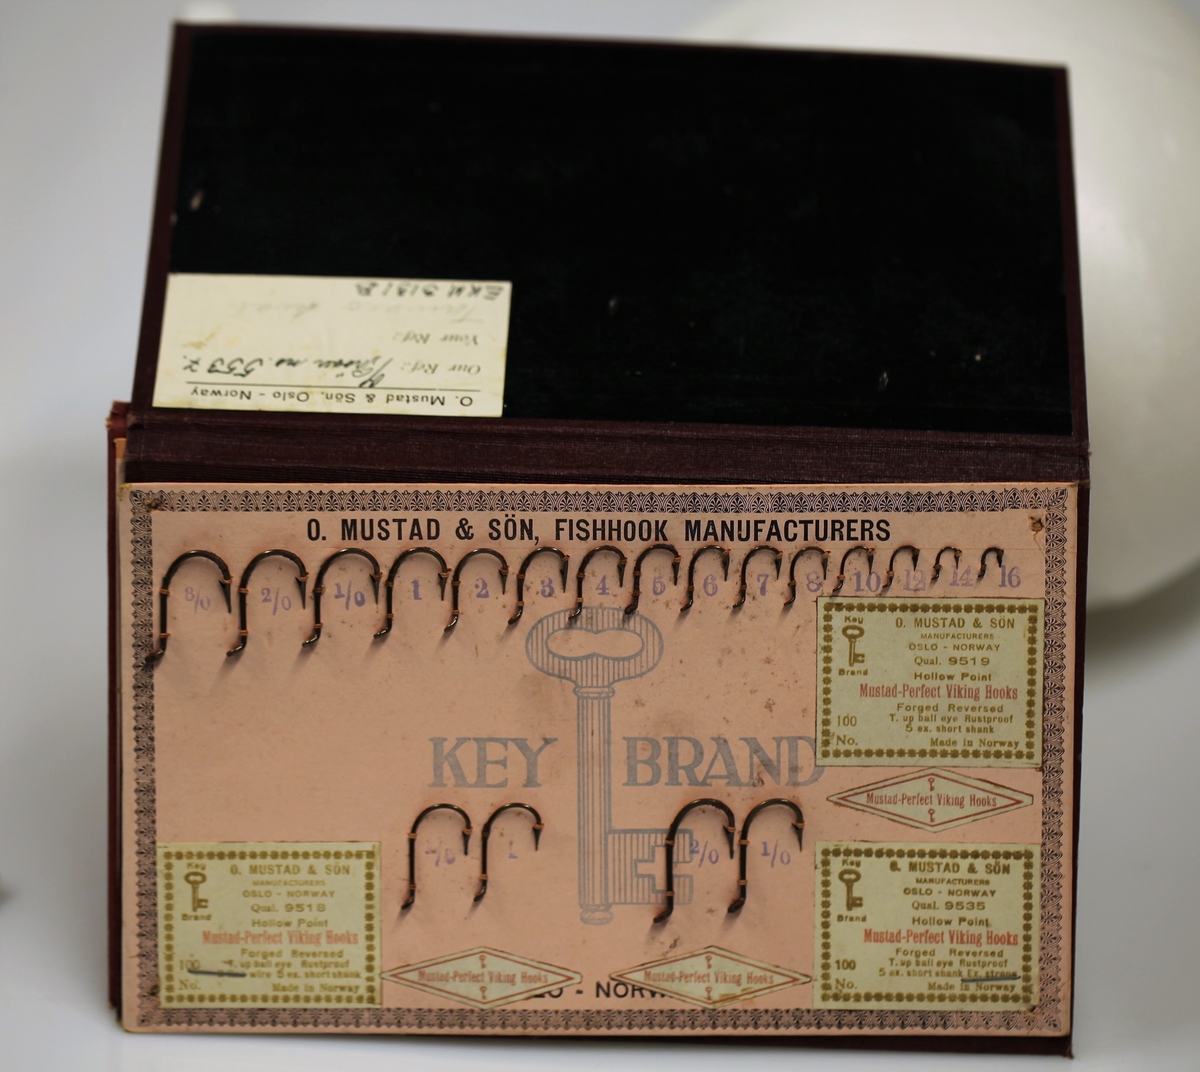 O. Mustad & Sön, Oslo - Norway
Our Ref.: no. 5537.
Your Ref.:
O. MUSTAD & SÖN, FISHHOOK MANUFACTURERS
3/0 2/0 1/0 1 2 3 4 5 6 7 8 10 12 14 16
KEY BRAND
Key
Brand
O. MUSTAD & SÖN
MANUFACTURERS
OSLO - NORWAY
Qual. 9519
Hollow Point
Mustad-Perfect Viking Hooks
Forged Reversed
100 T. up ball eye Rustproof
5 ex. short shank
No. Made in Norway
Mustad-Perfect Viking Hooks
1 2/0 1/0
Key
Brand
O. MUSTAD & SÖN
MANUFACTURERS
OSLO - NORWAY
Qual. 9518
Hollow Point
Mustad-Perfect Viking Hooks
Forged Reversed
100 T. up ball eye Rustproof
wire 5 ex. short shank
No. Made in Norway
Mustad-Perfect Viking Hooks
Mustad-Perfect Viking Hooks
LO - NORW
Key
Brand
O. MUSTAD & SÖN
MANUFACTURERS
OSLO - NORWAY
Qual. 9535
Hollow Point
Mustad-Perfect Viking Hooks
Forged Reversed
100 T. up ball eye Rustproof
5 ex. short shank Ex. strong
No. Made in Norway